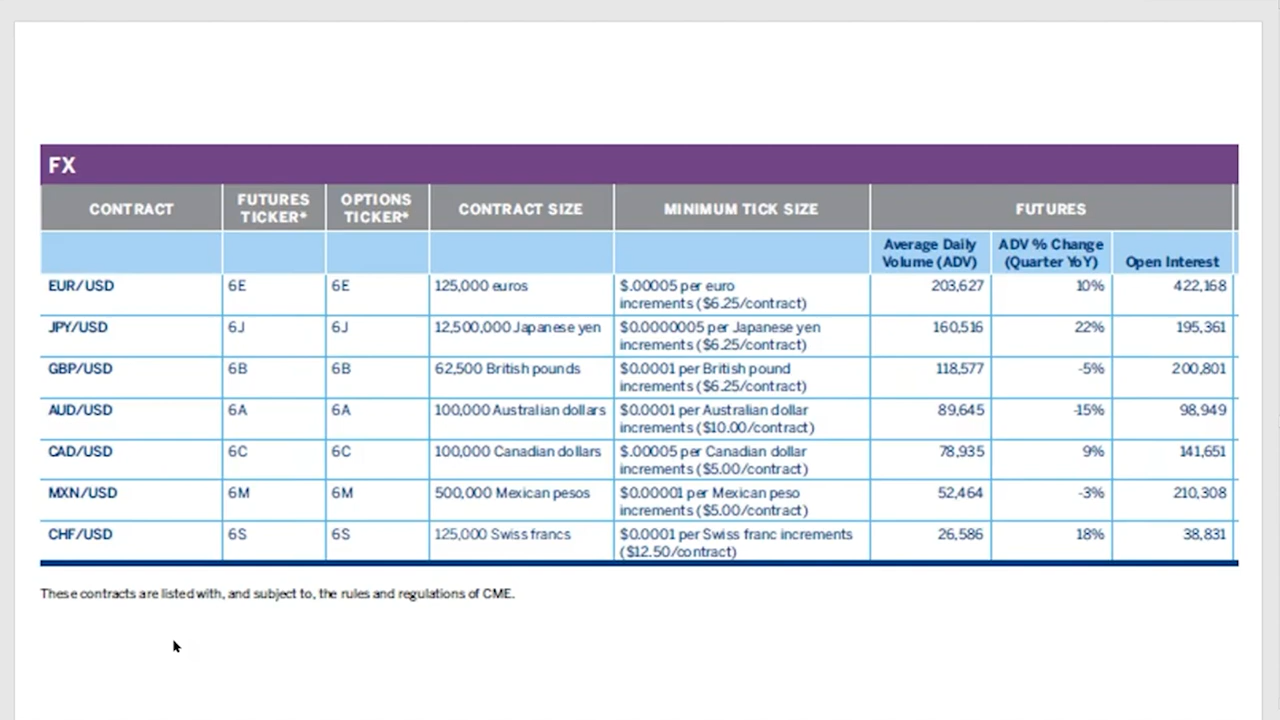 FX
CONTRACT FUTURES TICKER* OPTIONS TICKER* CONTRACT SIZE MINIMUM TICK SIZE FUTURES
Average Daily Volume (ADV) ADV % Change (Quarter YoY) Open Interest
EUR/USD 6E 6E 125,000 euros $.00005 per euro 203,627 10% 422,168
increments ($6.25/contract)
JPY/USD 6J 6J 12,500,000 Japanese yen $0.0000005 per Japanese yen 160,516 22% 195,361
increments ($6.25/contract)
GBP/USD 6B 6B 62,500 British pounds $0.0001 per British pound 118,577 -5% 200,801
increments ($6.25/contract)
AUD/USD 6A 6A 100,000 Australian dollars $0.0001 per Australian dollar 89,645 -15% 98,949
increments ($10.00/contract)
CAD/USD 6C 6C 100,000 Canadian dollars $.00005 per Canadian dollar 78,935 9% 141,651
increments ($5.00/contract)
MXN/USD 6M 6M 500,000 Mexican pesos $0.00001 per Mexican peso 52,464 -3% 210,308
increments ($5.00/contract)
CHF/USD 6S 6S 125,000 Swiss francs $0.0001 per Swiss franc increments 26,586 18% 38,831
($12.50/contract)
These contracts are listed with, and subject to, the rules and regulations of CME.